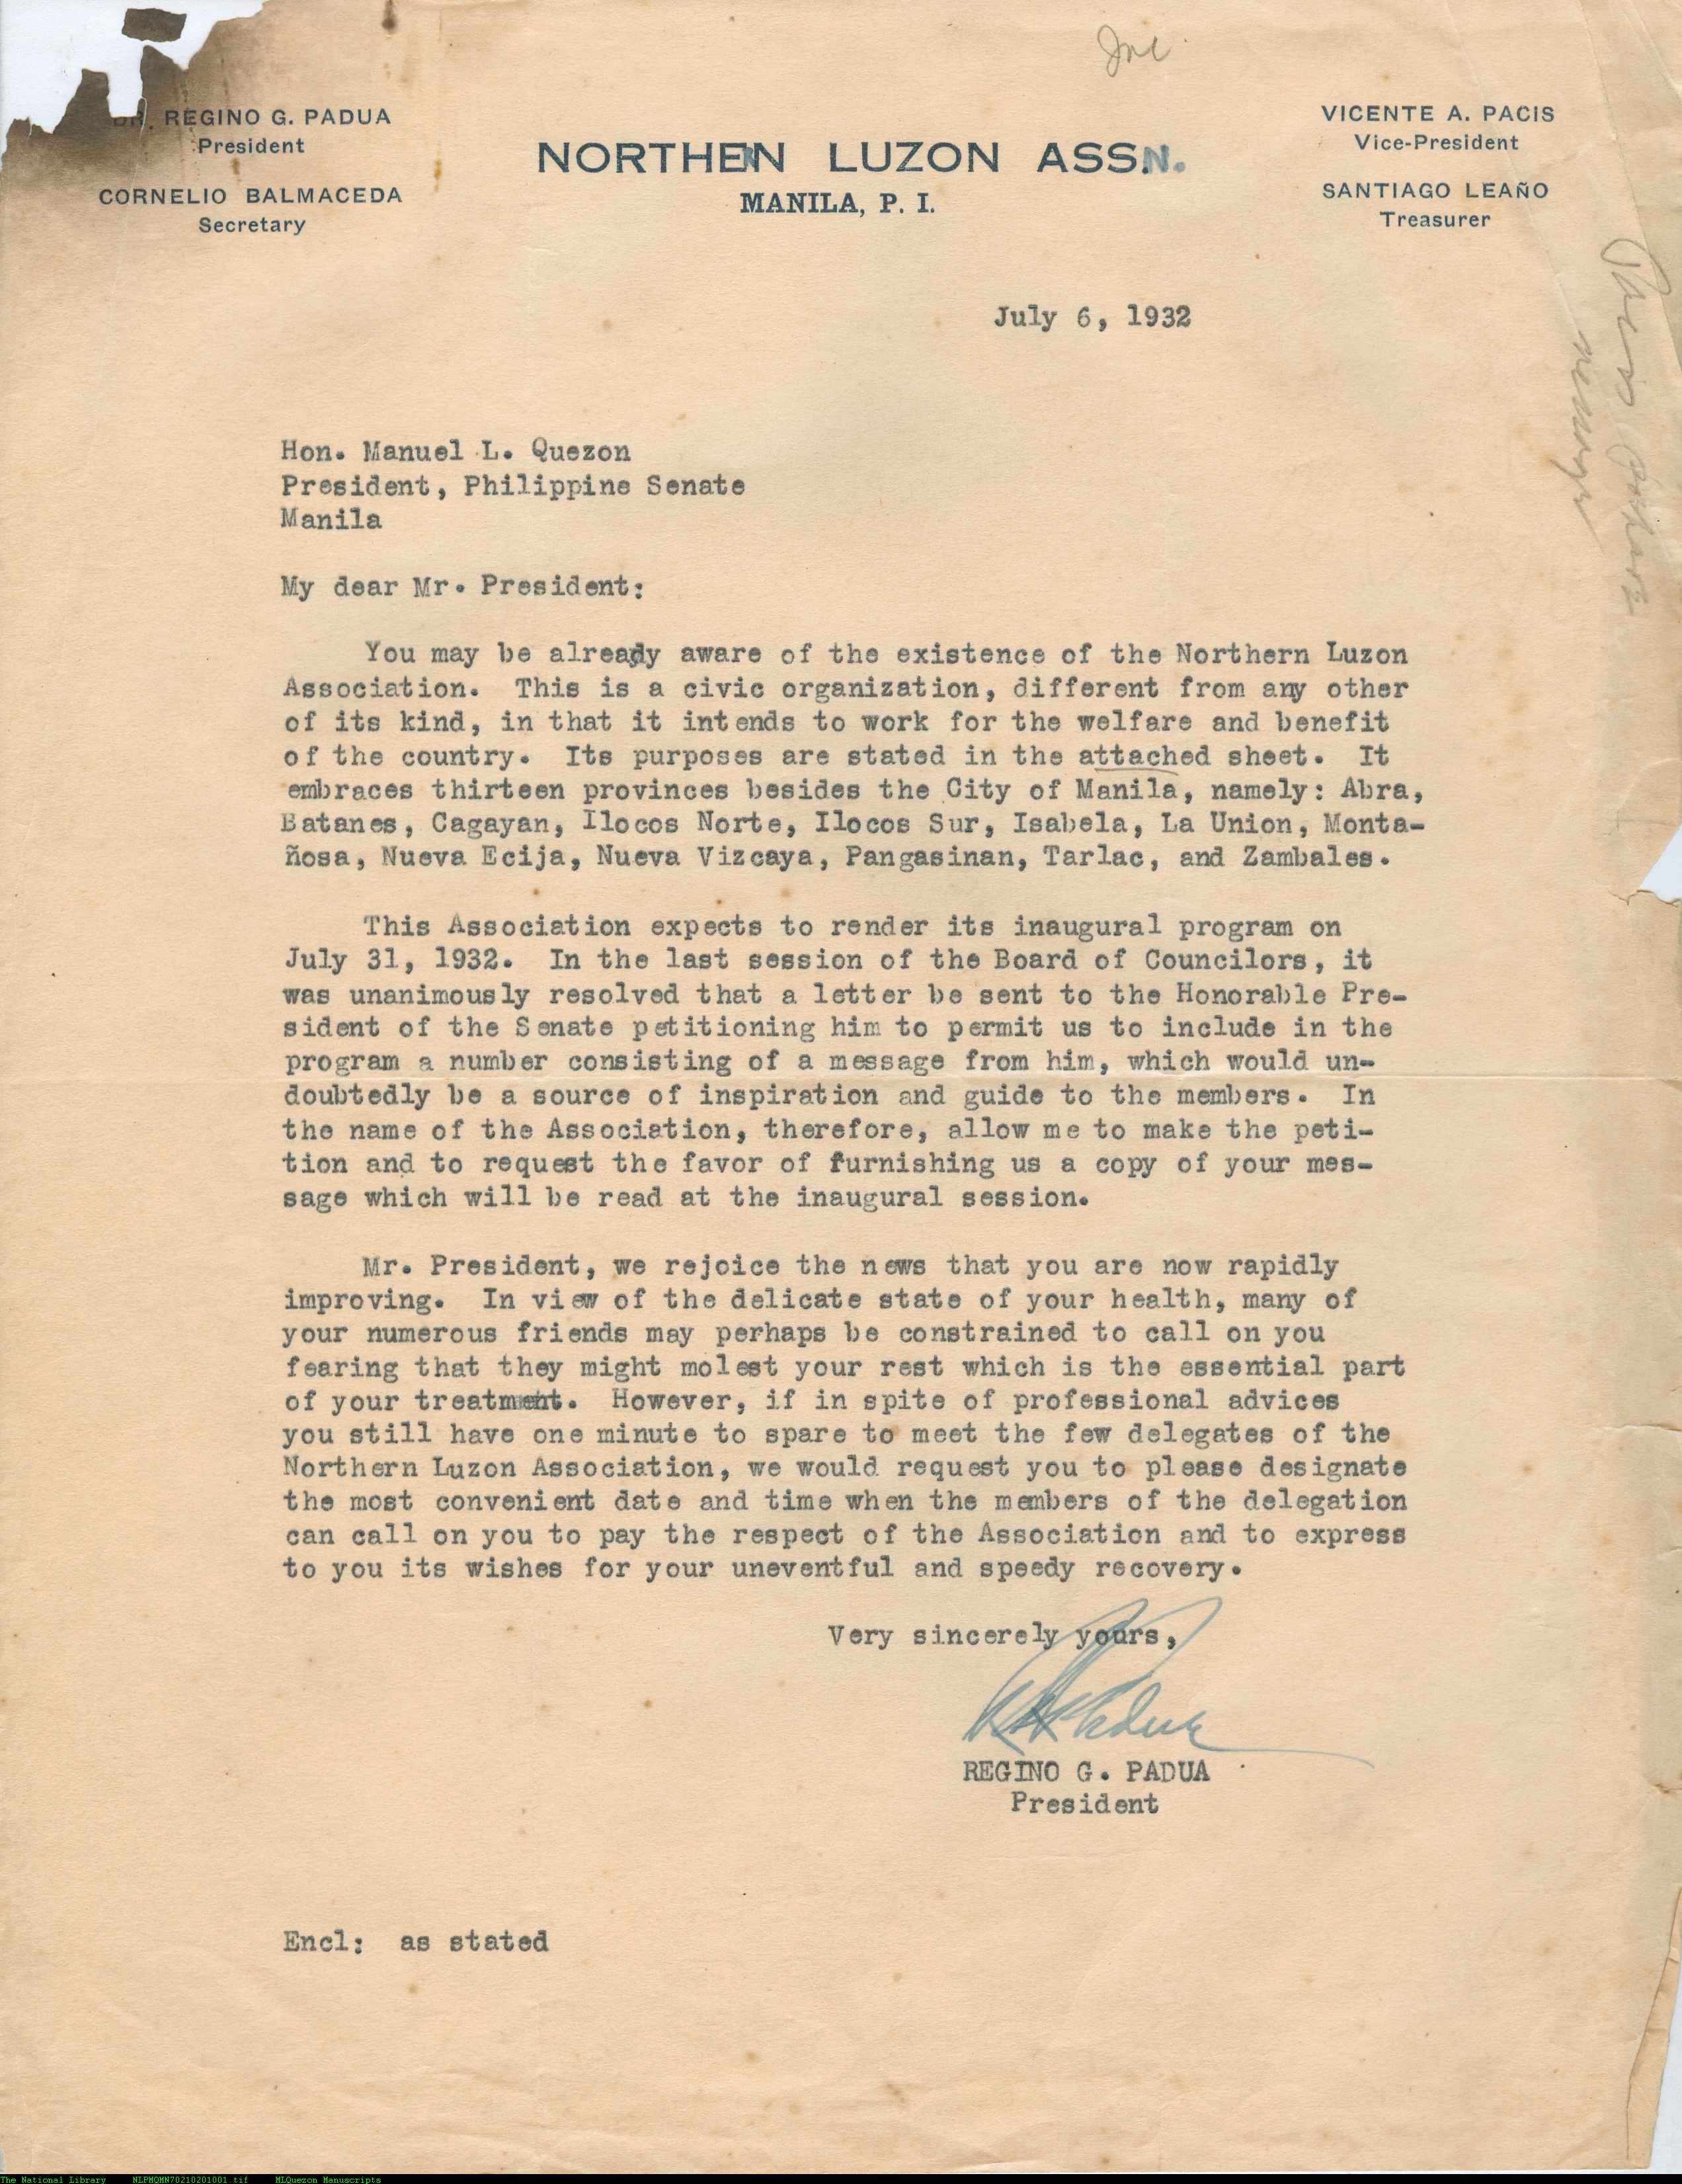 DR. REGINO G. PADUA
President
CORNELIO BALMACEDA
Secretary
NORTHERN LUZON ASSN.
MANILA, P. I.
VICENTE A. PACIS
Vice-President
SANTIAGO LEAÑO
Treasurer
July 6, 1932
Hon. Manuel L. Quezon
President, Philippine Senate
Manila
My dear Mr. President:
You may be already aware of the existence of the Northern Luzon
Association. This is a civic organization, different from any other
of its kind, in that it intends to work for the welfare and benefit
of the country. Its purposes are stated in the attached sheet. It
embraces thirteen provinces besides the City of Manila, namely: Abra,
Batanes, Cagayan, Ilocos Norte, Ilocos Sur, Isabela, La Union, Monta-
ñosa, Nueva Ecija, Nueva Vizcaya, Pangasinan, Tarlac, and Zambales.
This Association expects to render its inaugural program on
July 31, 1932. In the last session of the Board of Councilors, it
was unanimously resolved that a letter be sent to the Honorable Pre-
sident of the Senate petitioning him to permit us to include in the
program a number consisting of a message from him, which would un-
doubtedly be a source of inspiration and guide to the members. In
the name of the Association, therefore, allow me to make the peti-
tion and to request the favor of furnishing us a copy of your mes-
sage which will be read at the inaugural session.
Mr. President, we rejoice the news that you are now rapidly
improving. In view of the delicate state of your health, many of
your numerous friends may perhaps be constrained to call on you
fearing that they might molest your rest which is the essential part
of your treatment. However, if in spite of professional advices
you still have one minute to spare to meet the few delegates of the
Northern Luzon Association, we would request you to please designate
the most convenient date and time when the members of the delegation
can call on you to pay the respect of the Association and to express
to you its wishes for your uneventful and speedy recovery.
Very sincerely yours,
REGINO G. PADUA
President
Encl: as stated
The National Library NLPMQMN70210201001.tif MLQuezon Manuscripts